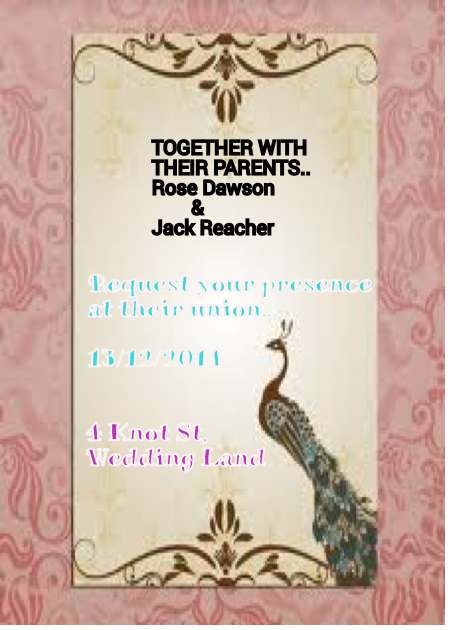 TOGETHER WITH
THEIR PARENTS..
Rose Dawson
&
Jack Reacher
Request your presence
at their union....
13/12/2011
4 Knot St,
Wedding Land